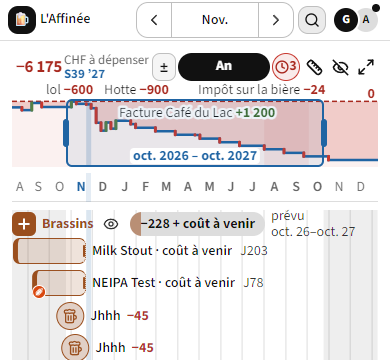 L'Affinée
Nov.
G A
−6 175 CHF à dépenser
S39 ’27
± An 3
lol −600 Hotte −900 Impôt sur la bière −24
0
Facture Café du Lac +1 200
oct. 2026 – oct. 2027
A S O N D J F M A M J J A S O N D
Brassins −228 + coût à venir prévu
oct. 26–oct. 27
Milk Stout · coût à venir J203
NEIPA Test · coût à venir J78
Jhhh −45
Jhhh −45